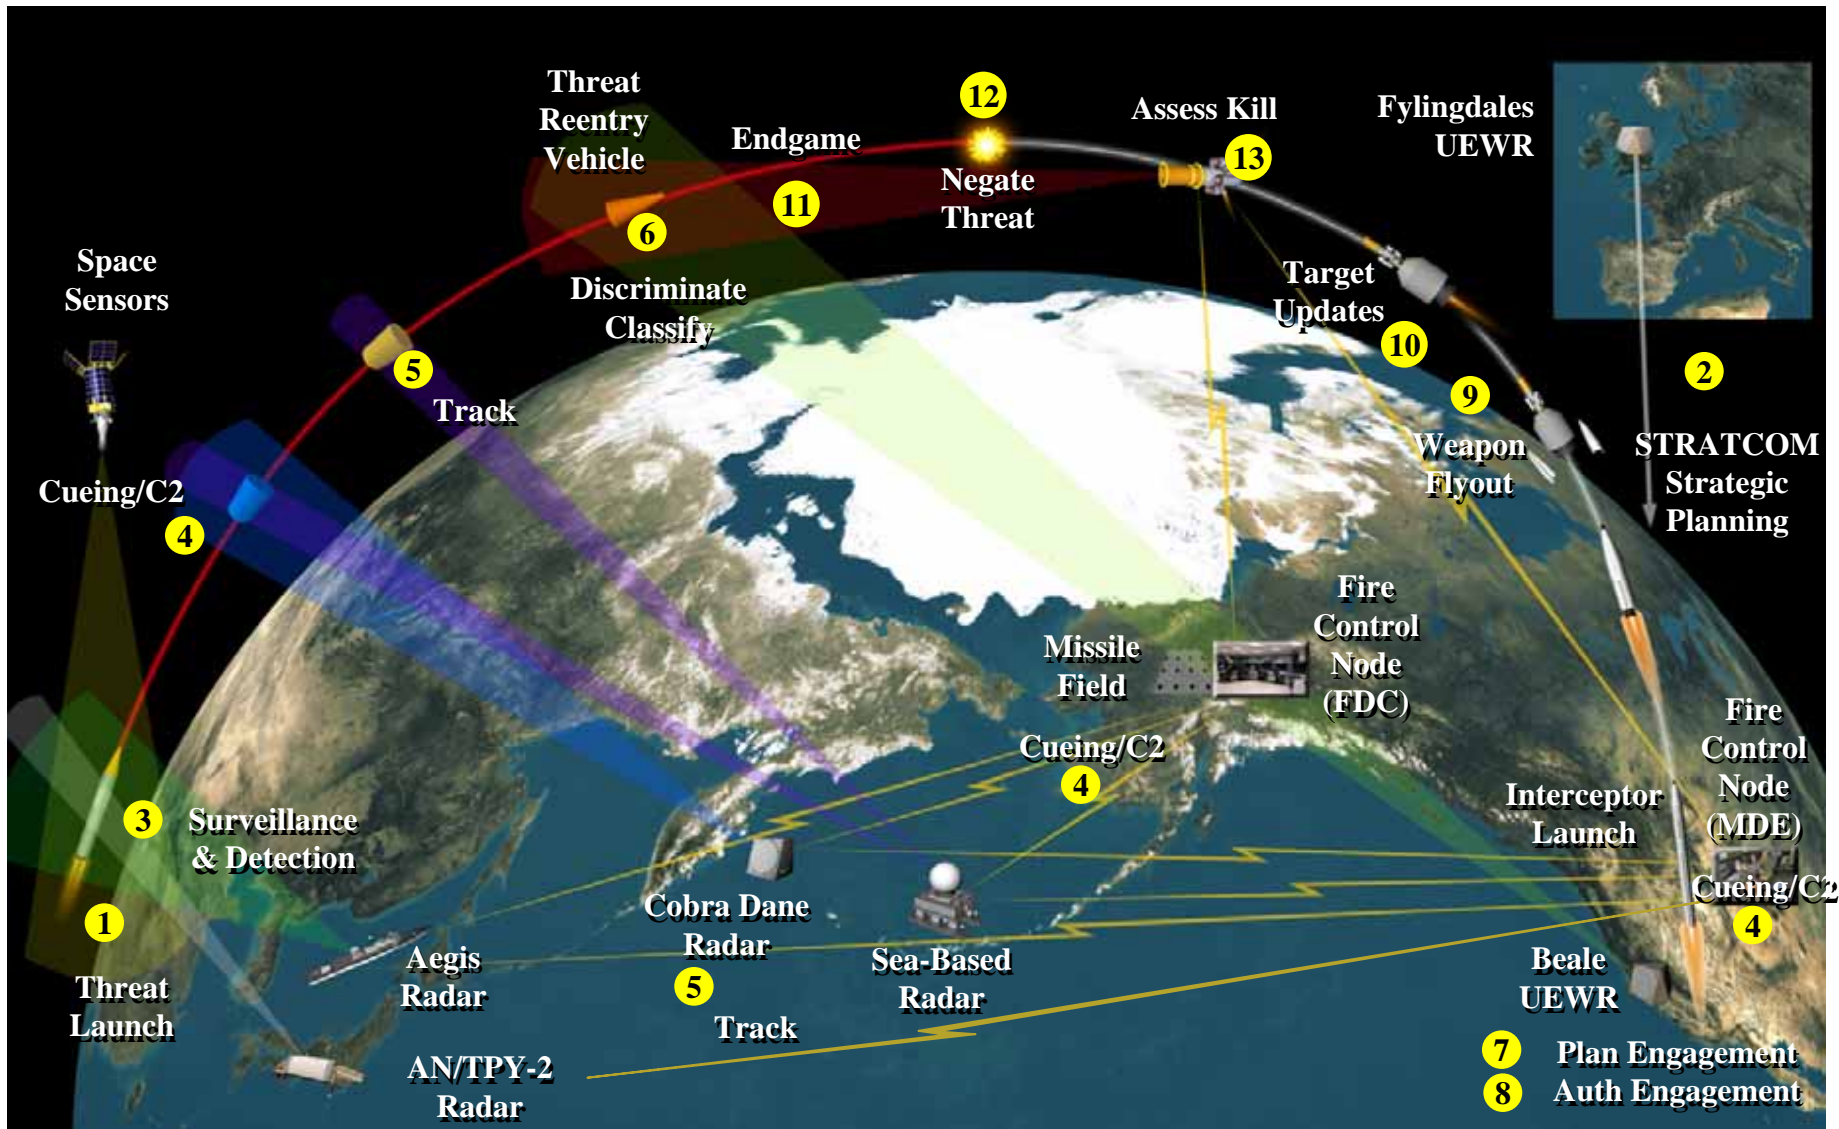 Threat
Reentry
Vehicle
12
Assess Kill
Fylingdales
UEWR
Endgame
13
Negate
Threat
11
6
Space
Sensors
Discriminate
Classify
Target
Updates
10
5
Track
9
2
Weapon
Flyout
STRATCOM
Strategic
Planning
Cueing/C2
4
Missile
Field
Fire
Control
Node
(FDC)
Fire
Control
Node
(MDE)
Cueing/C2
4
Interceptor
Launch
3
Surveillance
& Detection
Cueing/C2
4
1
Threat
Launch
Aegis
Radar
Cobra Dane
Radar
5
Track
Sea-Based
Radar
Beale
UEWR
AN/TPY-2
Radar
7 Plan Engagement
8 Auth Engagement